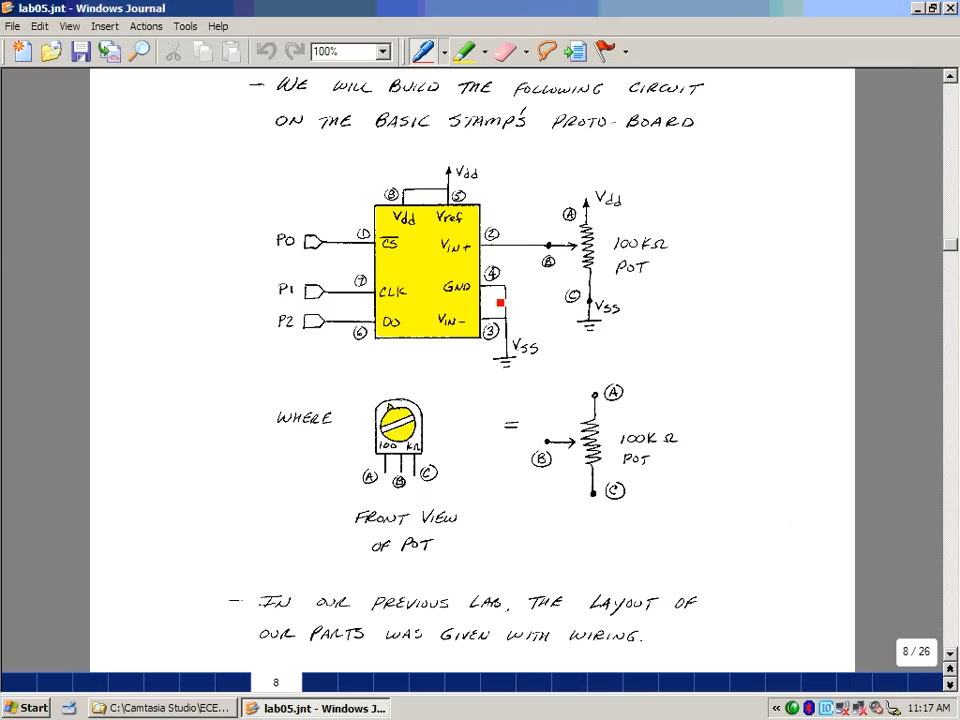 lab05.jnt - Windows Journal
File Edit View Insert Actions Tools Help
100%
- WE WILL BUILD THE FOLLOWING CIRCUIT
ON THE BASIC STAMP'S PROTO-BOARD
Vdd
8 5
Vdd
A
Vdd Vref
P0 1 CS VIN+ 2
B
100KΩ
POT
P1 7 CLK GND 4
C
VSS
P2 6 DO VIN- 3
VSS
WHERE
100 KΩ
A B C
=
A
B
100KΩ
POT
C
FRONT VIEW
OF POT
- IN OUR PREVIOUS LAB, THE LAYOUT OF
OUR PARTS WAS GIVEN WITH WIRING.
8 / 26
8
Start C:\Camtasia Studio\ECE... lab05.jnt - Windows J... 11:17 AM